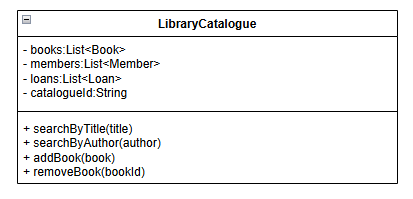 LibraryCatalogue
- books:List<Book>
- members:List<Member>
- loans:List<Loan>
- catalogueId:String
+ searchByTitle(title)
+ searchByAuthor(author)
+ addBook(book)
+ removeBook(bookId)